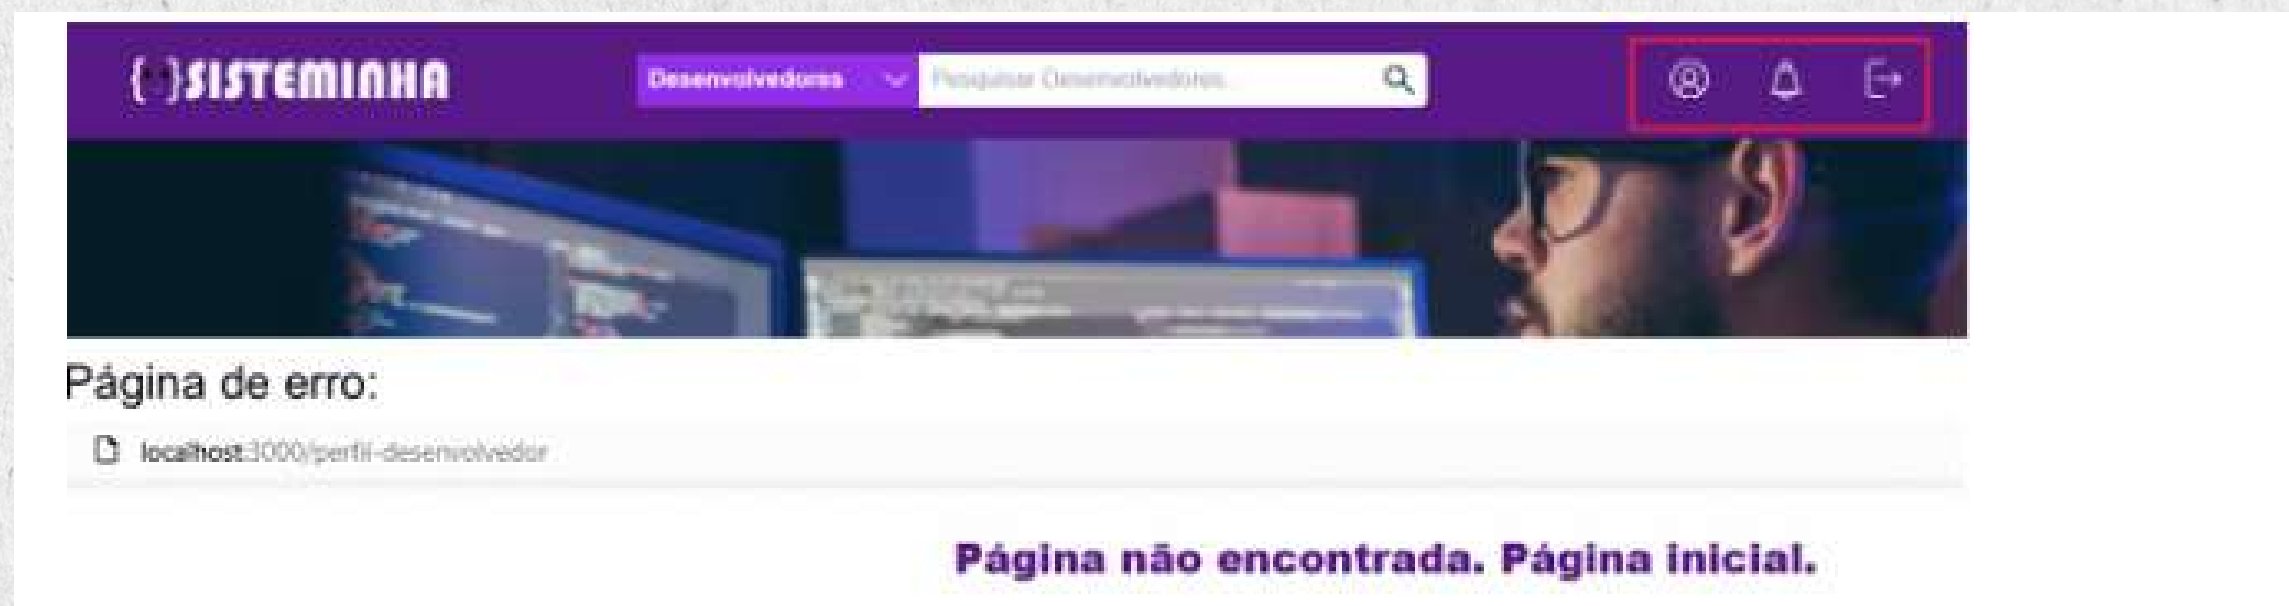 {··}SISTEMINHA
Desenvolvedores Pesquisar Desenvolvedores...
Página de erro:
localhost:3000/perfil-desenvolvedor
Página não encontrada. Página inicial.